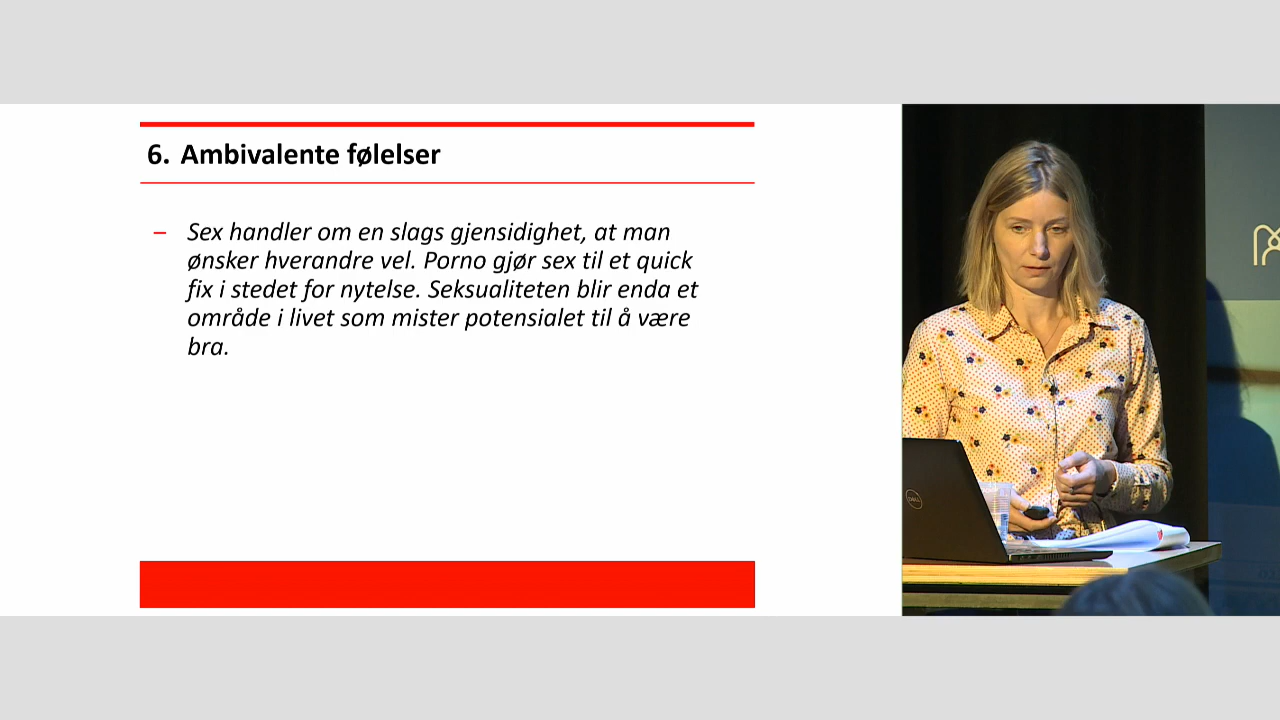 6. Ambivalente følelser
– Sex handler om en slags gjensidighet, at man
ønsker hverandre vel. Porno gjør sex til et quick
fix i stedet for nytelse. Seksualiteten blir enda et
område i livet som mister potensialet til å være
bra.
DELL